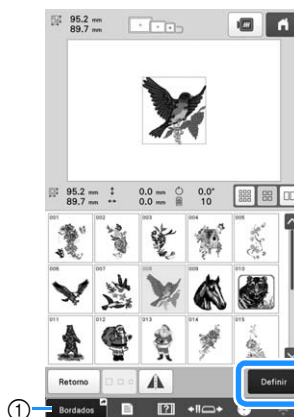 95.2 mm
89.7 mm
95.2 mm 0.0 mm 0.0°
89.7 mm 0.0 mm 10
001 002 003 004 005
006 007 008 009 010
011 012 013 014 015
Retorno Definir
1 Bordados